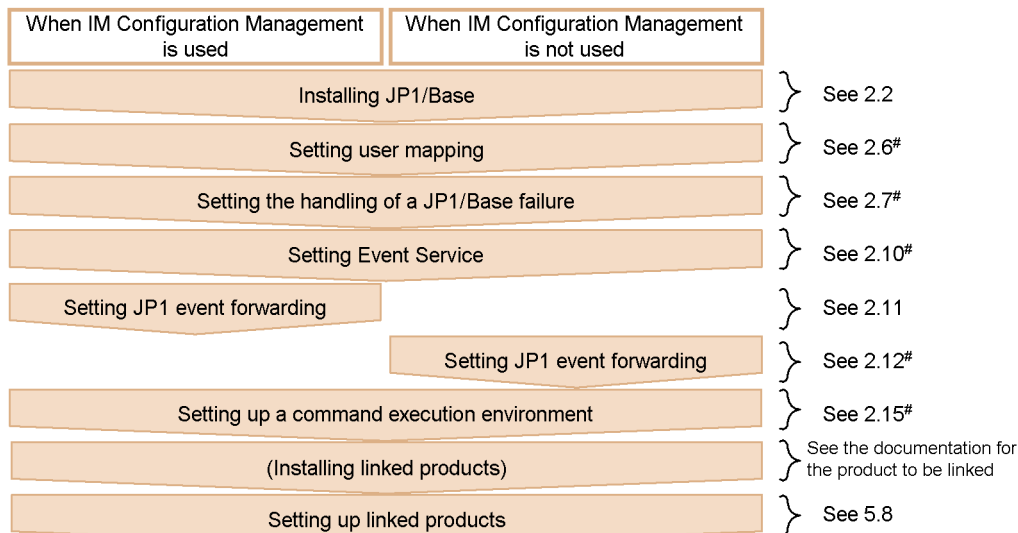 When IM Configuration Management
is used
When IM Configuration Management
is not used
Installing JP1/Base
See 2.2
Setting user mapping
See 2.6#
Setting the handling of a JP1/Base failure
See 2.7#
Setting Event Service
See 2.10#
Setting JP1 event forwarding
See 2.11
Setting JP1 event forwarding
See 2.12#
Setting up a command execution environment
See 2.15#
(Installing linked products)
See the documentation for
the product to be linked
Setting up linked products
See 5.8